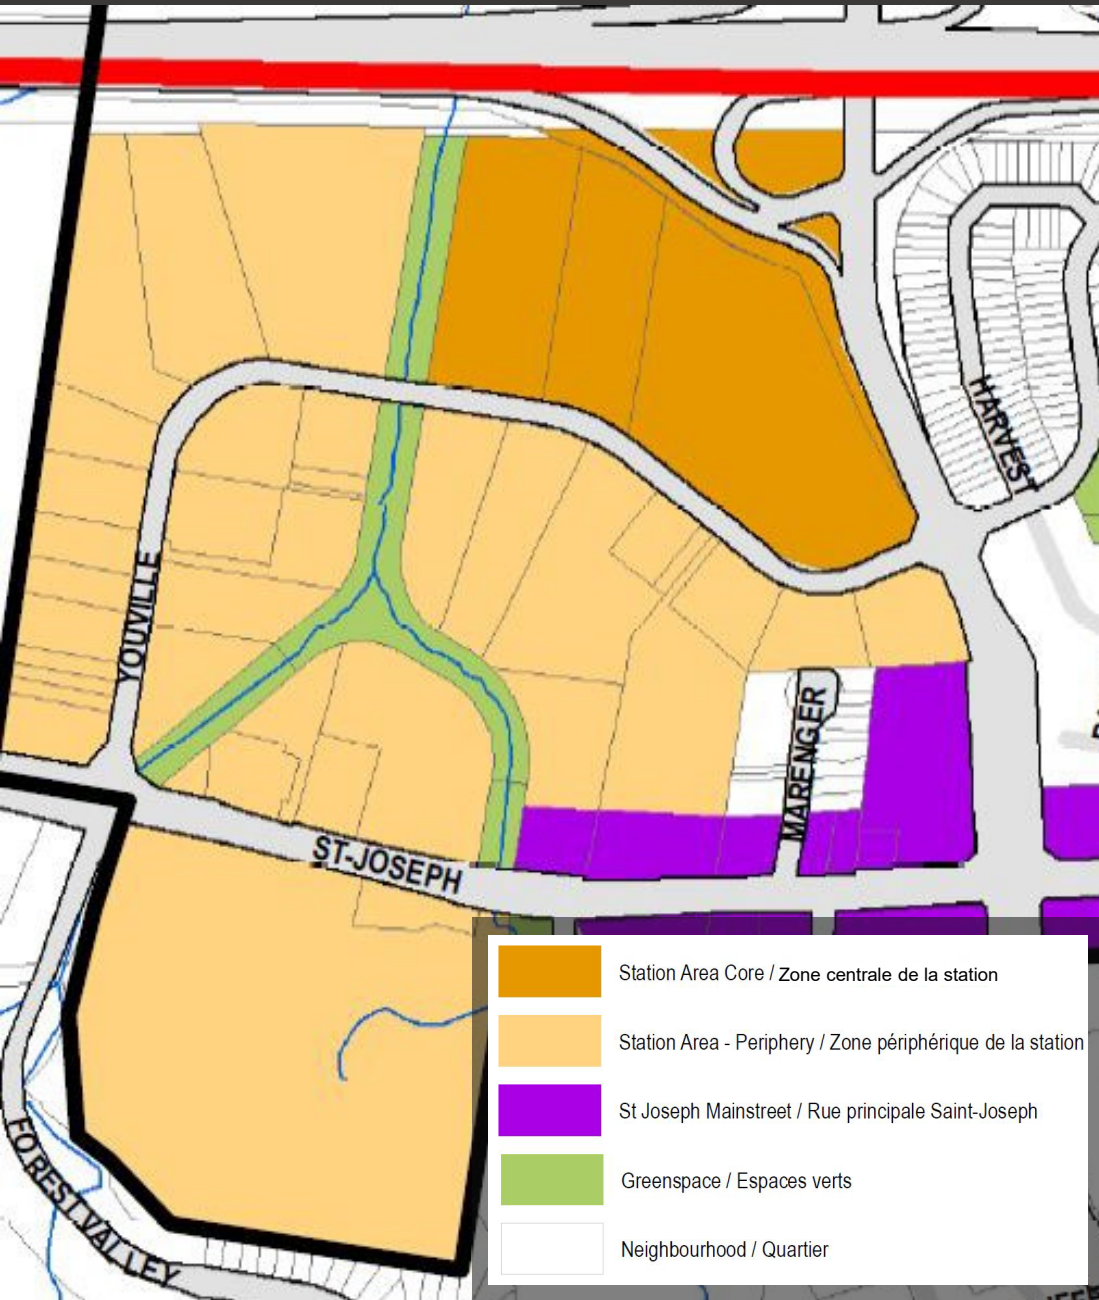 HARVEST
YOUVILLE
MARENGER
ST-JOSEPH
FOREST VALLEY
Station Area Core / Zone centrale de la station
Station Area - Periphery / Zone périphérique de la station
St Joseph Mainstreet / Rue principale Saint-Joseph
Greenspace / Espaces verts
Neighbourhood / Quartier